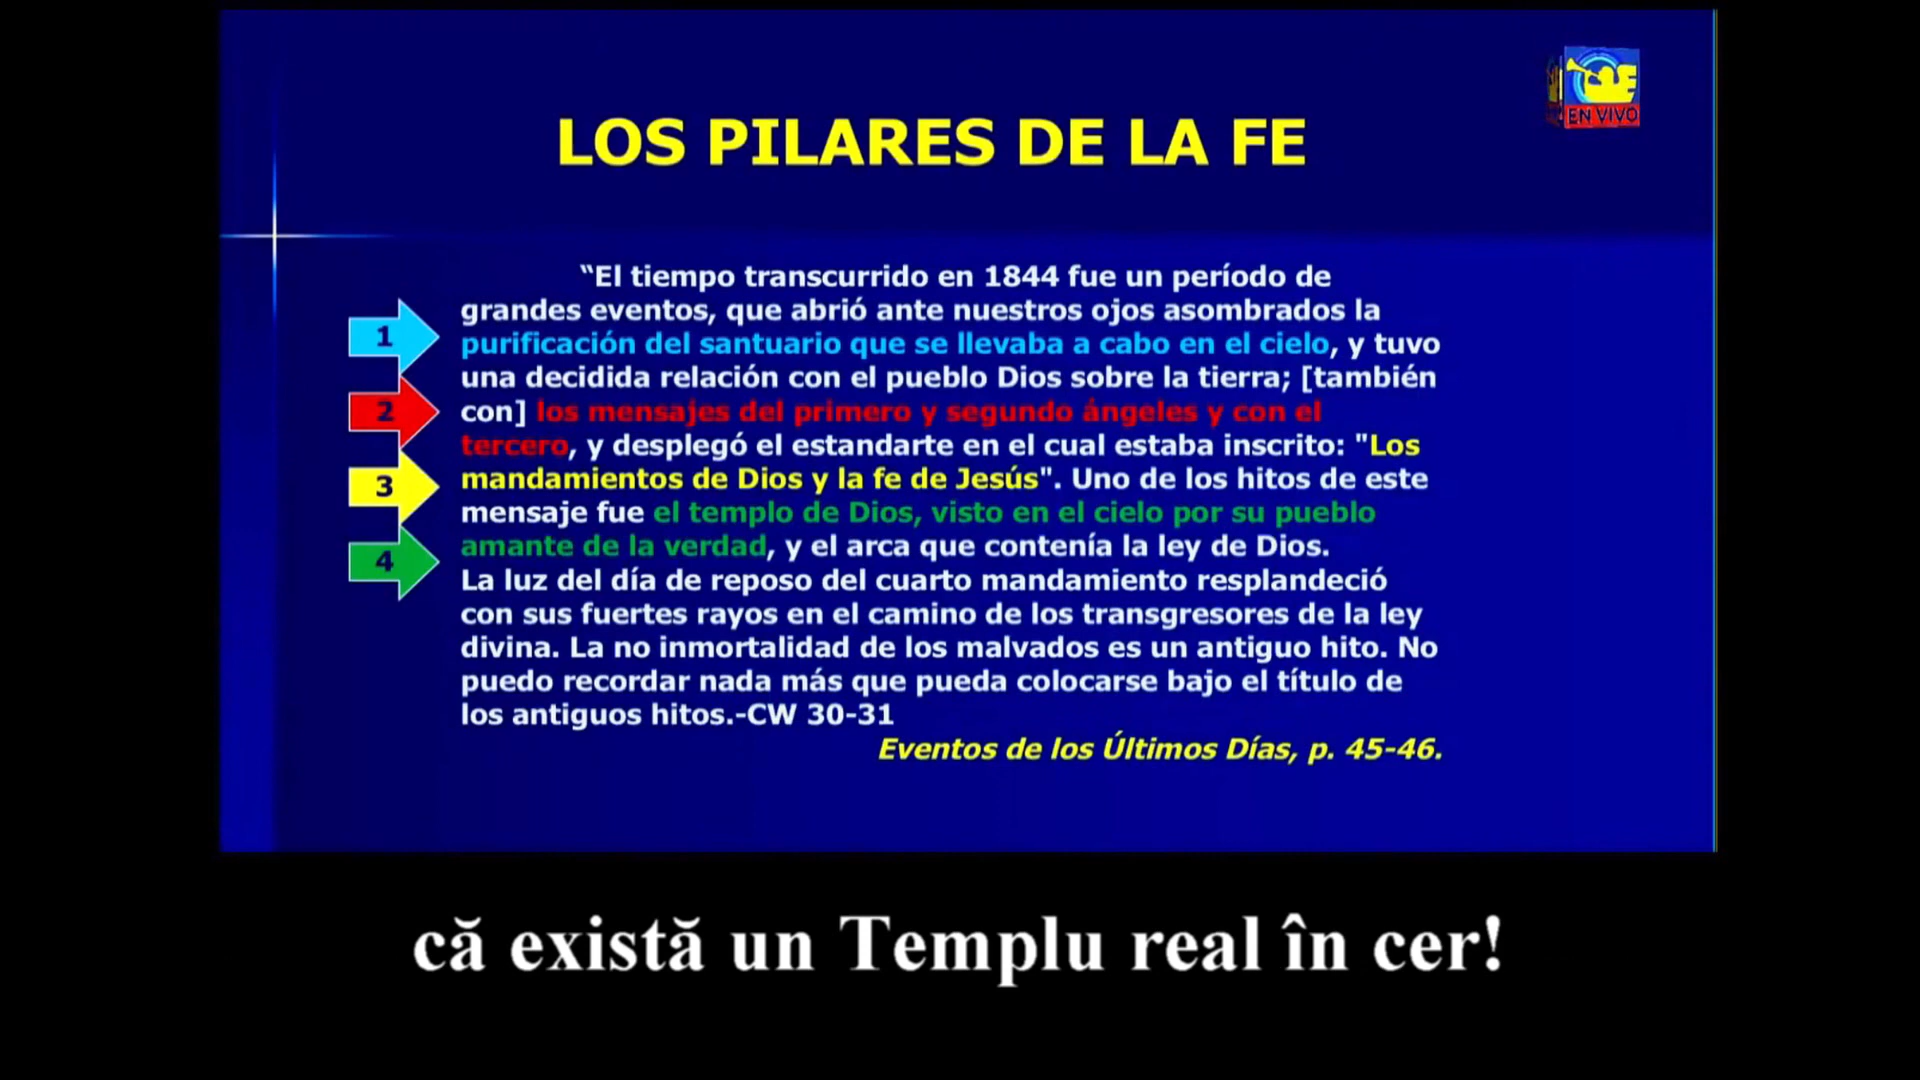 LOS PILARES DE LA FE
EN VIVO
“El tiempo transcurrido en 1844 fue un período de
grandes eventos, que abrió ante nuestros ojos asombrados la
purificación del santuario que se llevaba a cabo en el cielo, y tuvo
una decidida relación con el pueblo Dios sobre la tierra; [también
con] los mensajes del primero y segundo ángeles y con el
tercero, y desplegó el estandarte en el cual estaba inscrito: "Los
mandamientos de Dios y la fe de Jesús". Uno de los hitos de este
mensaje fue el templo de Dios, visto en el cielo por su pueblo
amante de la verdad, y el arca que contenía la ley de Dios.
La luz del día de reposo del cuarto mandamiento resplandeció
con sus fuertes rayos en el camino de los transgresores de la ley
divina. La no inmortalidad de los malvados es un antiguo hito. No
puedo recordar nada más que pueda colocarse bajo el título de
los antiguos hitos.-CW 30-31
Eventos de los Últimos Días, p. 45-46.
1
2
3
4
că există un Templu real în cer!